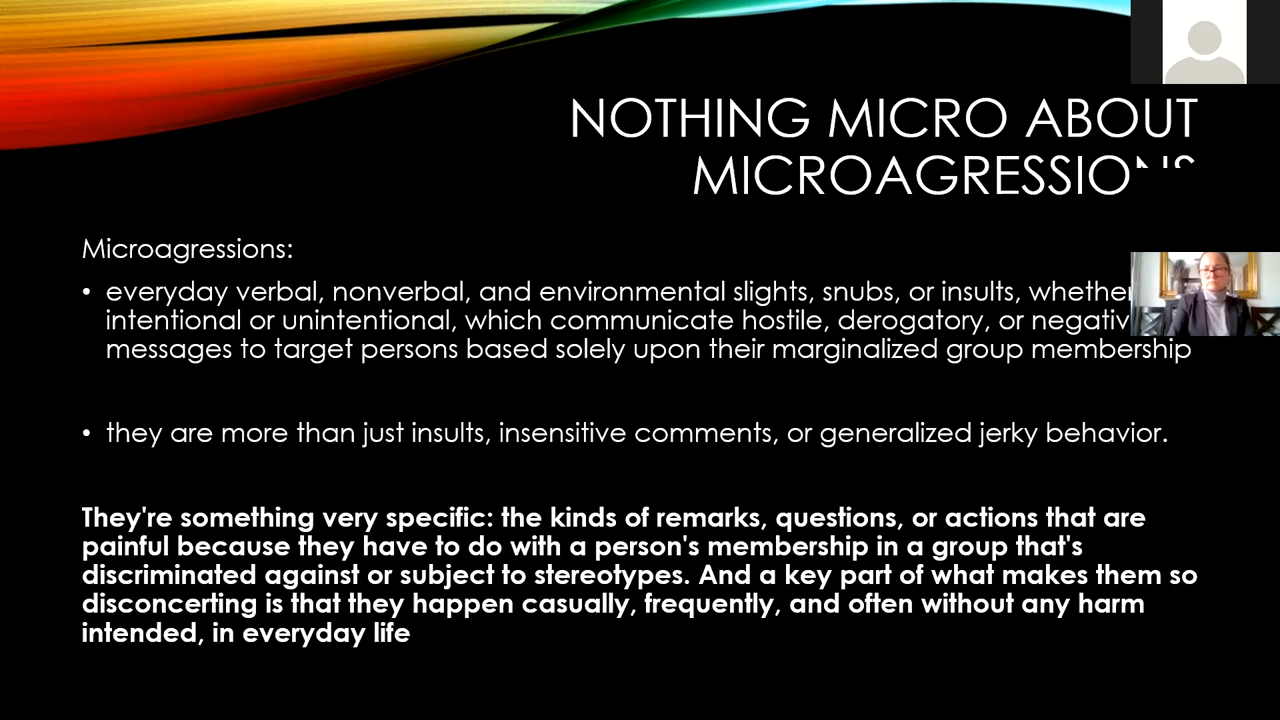 NOTHING MICRO ABOUT
MICROAGRESSIONS
Microagressions:
• everyday verbal, nonverbal, and environmental slights, snubs, or insults, whether
intentional or unintentional, which communicate hostile, derogatory, or negativ
messages to target persons based solely upon their marginalized group membership
• they are more than just insults, insensitive comments, or generalized jerky behavior.
They're something very specific: the kinds of remarks, questions, or actions that are
painful because they have to do with a person's membership in a group that's
discriminated against or subject to stereotypes. And a key part of what makes them so
disconcerting is that they happen casually, frequently, and often without any harm
intended, in everyday life